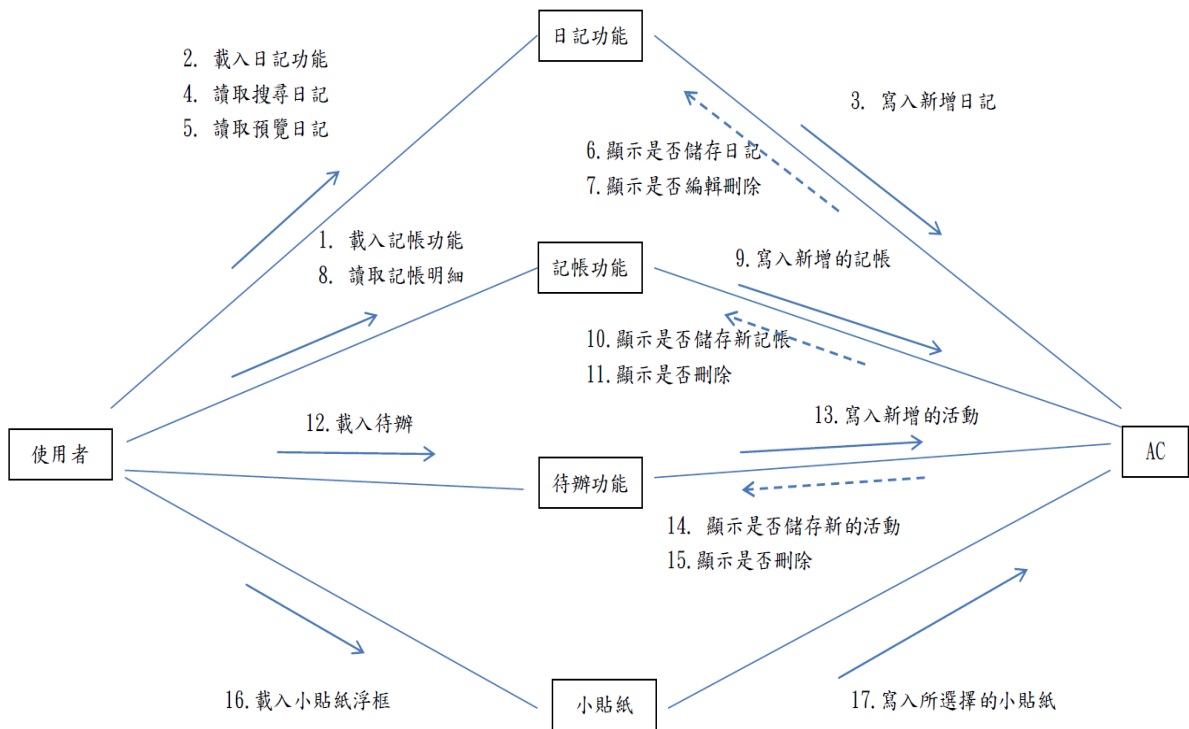 日記功能
2. 載入日記功能
4. 讀取搜尋日記
5. 讀取預覽日記
3. 寫入新增日記
6.顯示是否儲存日記
7.顯示是否編輯刪除
1. 載入記帳功能
8. 讀取記帳明細
記帳功能
9.寫入新增的記帳
10.顯示是否儲存新記帳
11.顯示是否刪除
12.載入待辦
13.寫入新增的活動
使用者
AC
待辦功能
14. 顯示是否儲存新的活動
15.顯示是否刪除
16.載入小貼紙浮框
小貼紙
17.寫入所選擇的小貼紙